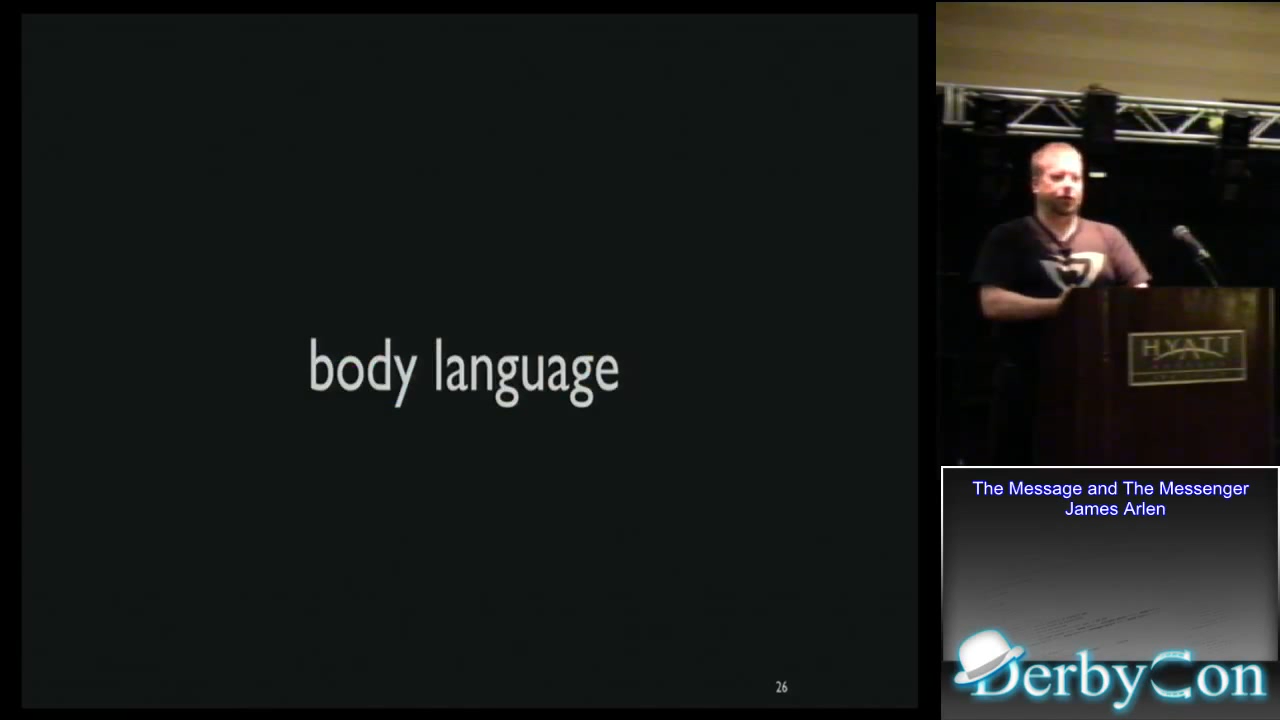 body language
26
HYATT
The Message and The Messenger
James Arlen
DerbyCon